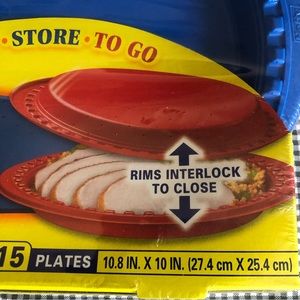 · STORE · TO GO
RIMS INTERLOCK
TO CLOSE
15 PLATES 10.8 IN. X 10 IN. (27.4 cm X 25.4 cm)